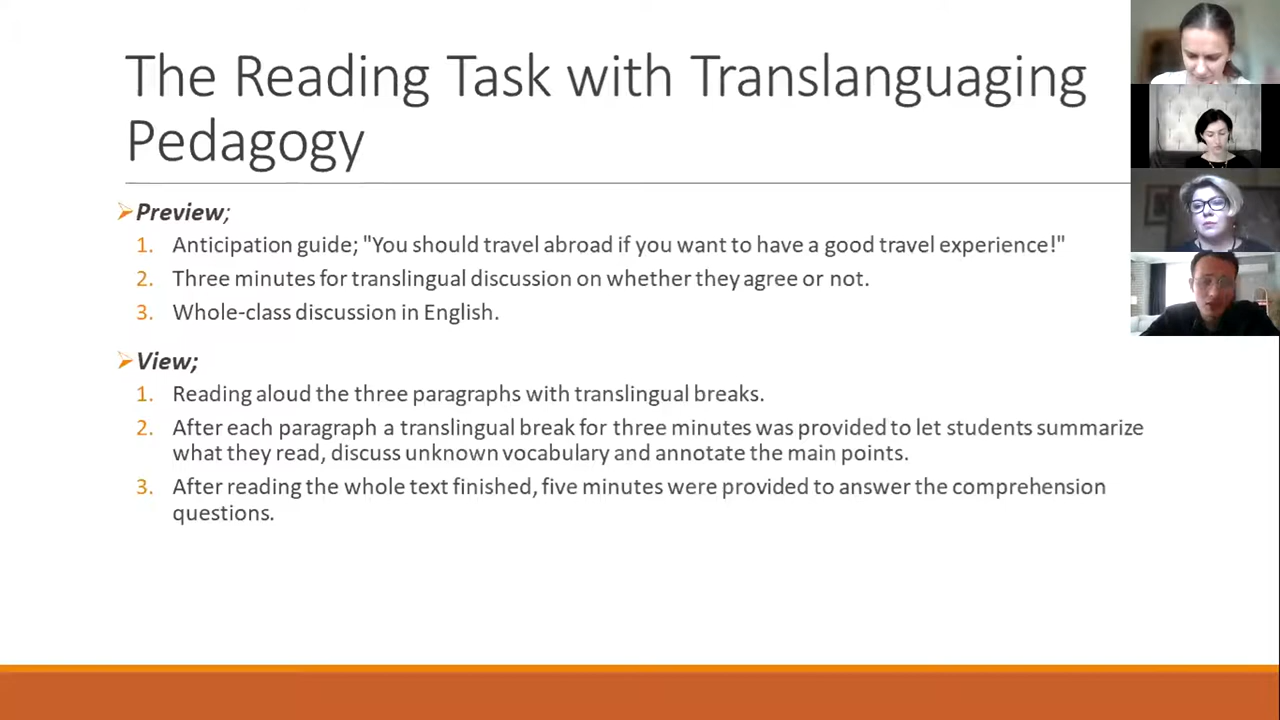 The Reading Task with Translanguaging
Pedagogy
Preview;
1. Anticipation guide; "You should travel abroad if you want to have a good travel experience!"
2. Three minutes for translingual discussion on whether they agree or not.
3. Whole-class discussion in English.
View;
1. Reading aloud the three paragraphs with translingual breaks.
2. After each paragraph a translingual break for three minutes was provided to let students summarize
what they read, discuss unknown vocabulary and annotate the main points.
3. After reading the whole text finished, five minutes were provided to answer the comprehension
questions.